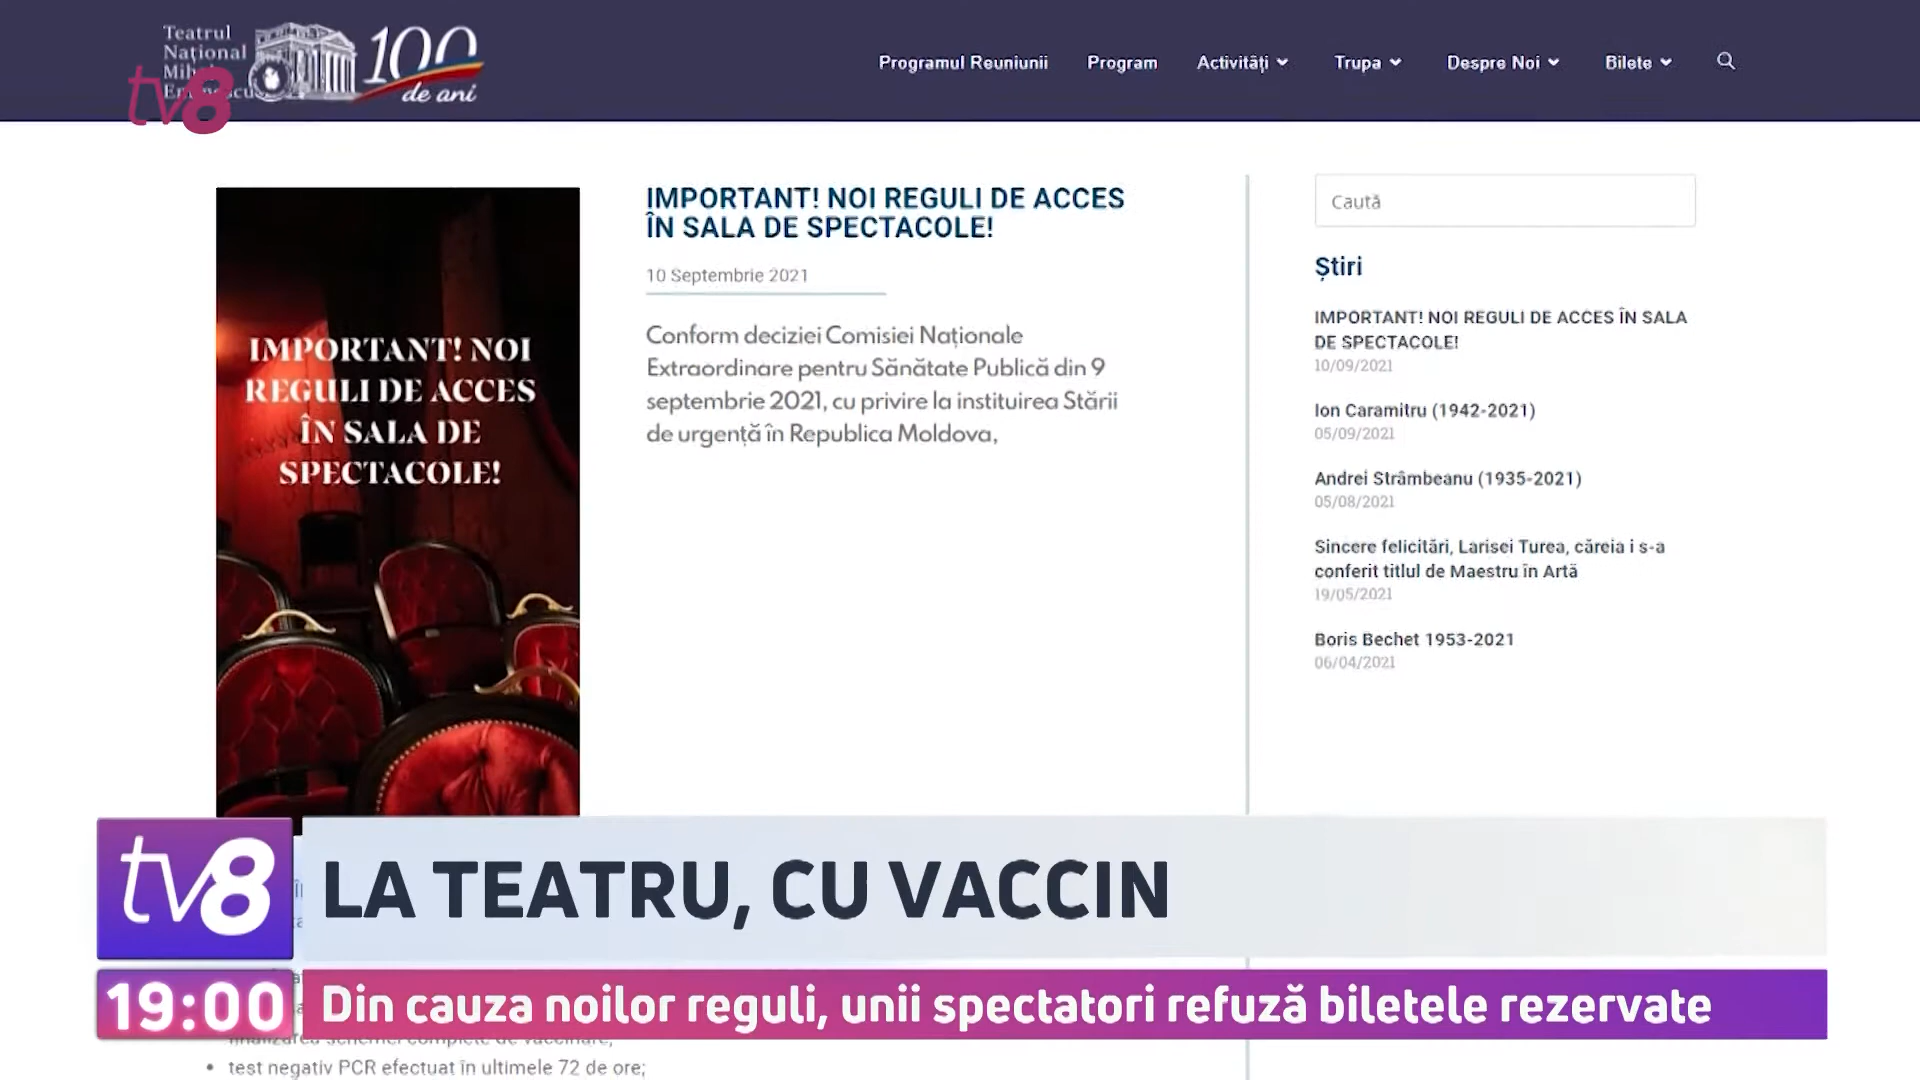 Teatrul
Național
100
de ani
tv8
Programul Reuniunii
Program
Activități
Trupa
Despre Noi
Bilete
IMPORTANT! NOI
REGULI DE ACCES
ÎN SALA DE
SPECTACOLE!
IMPORTANT! NOI REGULI DE ACCES
ÎN SALA DE SPECTACOLE!
10 Septembrie 2021
Conform deciziei Comisiei Naționale
Extraordinare pentru Sănătate Publică din 9
septembrie 2021, cu privire la instituirea Stării
de urgență în Republica Moldova,
Caută
Știri
IMPORTANT! NOI REGULI DE ACCES ÎN SALA
DE SPECTACOLE!
10/09/2021
Ion Caramitru (1942-2021)
05/09/2021
Andrei Strâmbeanu (1935-2021)
05/08/2021
Sincere felicitări, Larisei Turea, căreia i s-a
conferit titlul de Maestru în Artă
19/05/2021
Boris Bechet 1953-2021
06/04/2021
tv8
LA TEATRU, CU VACCIN
19:00
Din cauza noilor reguli, unii spectatori refuză biletele rezervate
finalizarea schemei complete de vaccinare;
• test negativ PCR efectuat în ultimele 72 de ore;